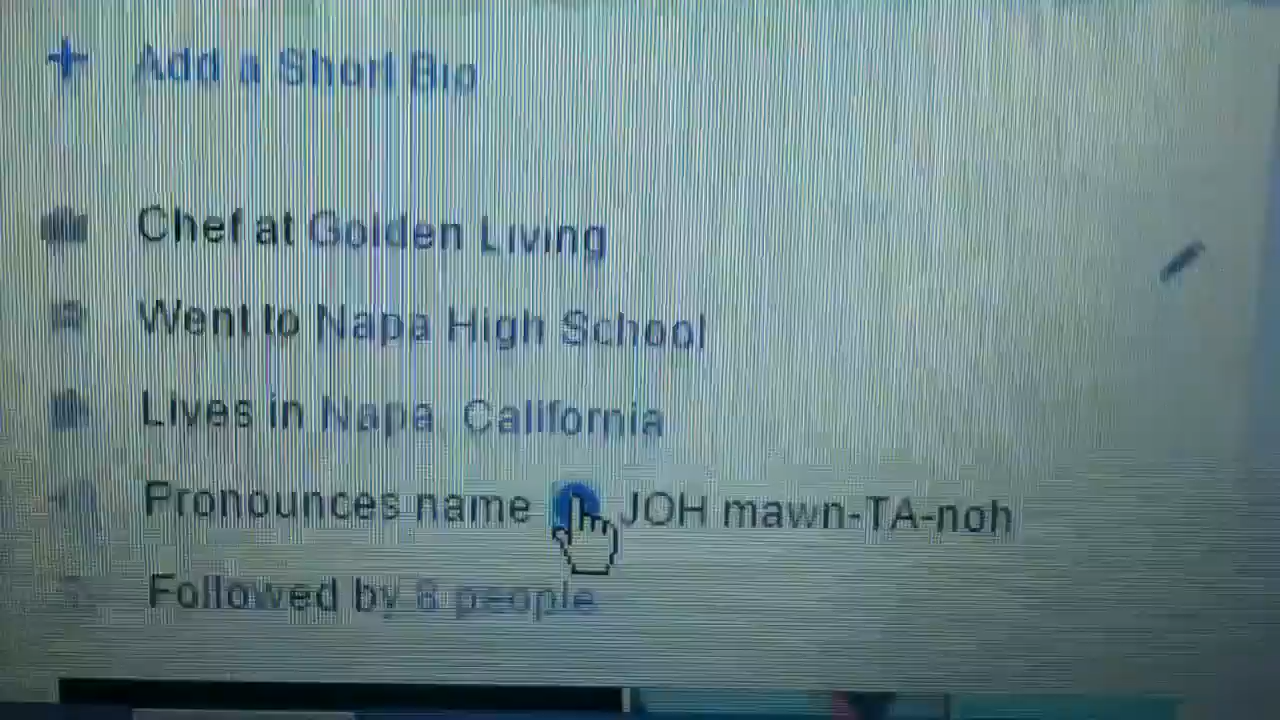 Add a Short Bio
Chef at Golden Living
Went to Napa High School
Lives in Napa, California
Pronounces name JOH mawn-TA-noh
Followed by 8 people